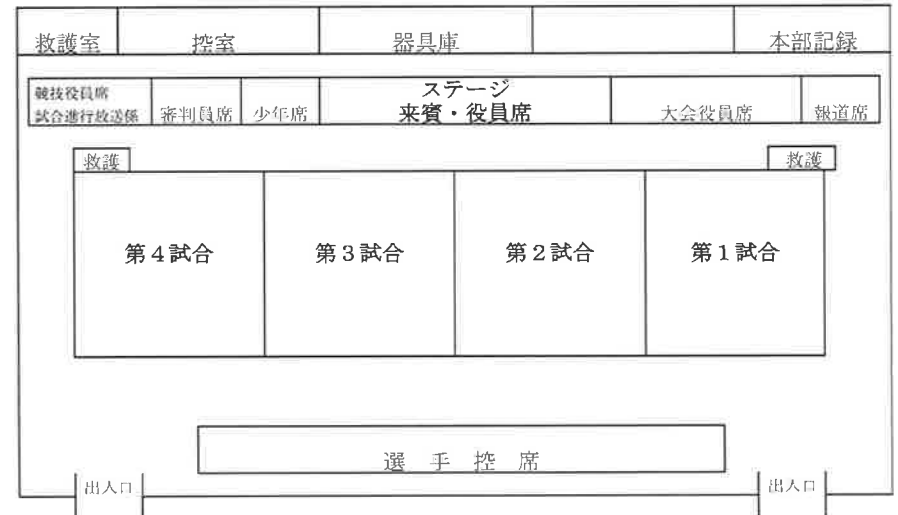 救護室
控室
器具庫
本部記録
競技役員席
試合進行放送係
審判員席
少年席
ステージ
来賓・役員席
大会役員席
報道席
救護
救護
第4試合
第3試合
第2試合
第1試合
選手控席
出入口
出入口